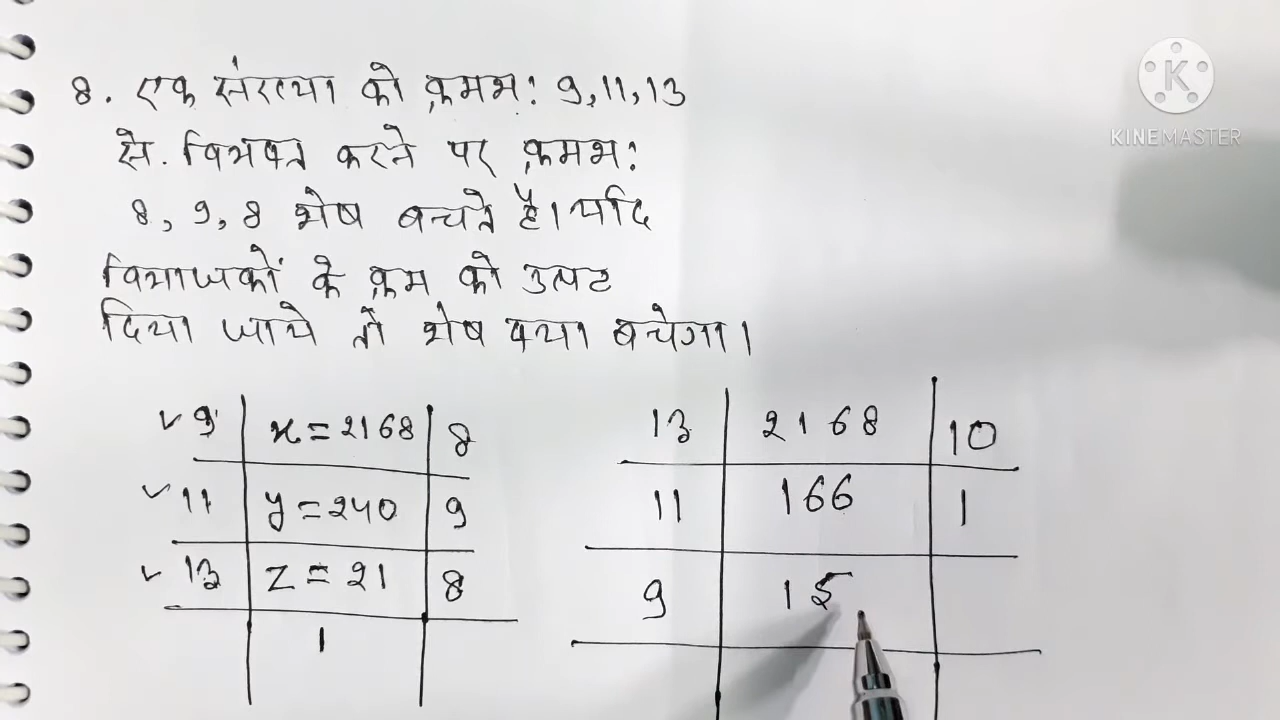 8. एक संख्या को क्रमश: 9,11,13
से. विभक्त करने पर क्रमश:
8, 9, 8 शेष बचते है। यदि
विभाजकों के क्रम को उलट
दिया जाये तो शेष क्या बचेगा।
9 x=2168 8
11 y=240 9
13 z=21 8
1
13 2168 10
11 166 1
9 15
K
KINEMASTER